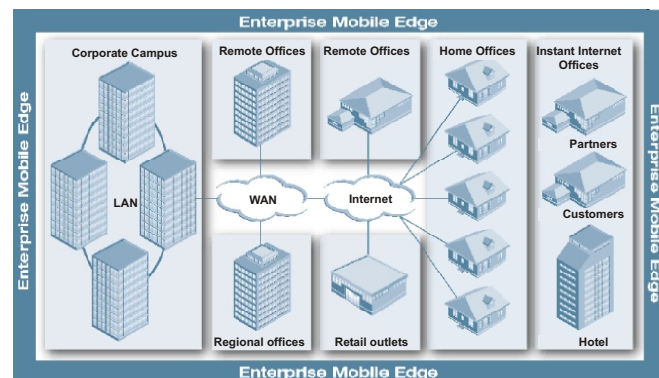 Enterprise Mobile Edge
Enterprise Mobile Edge
Corporate Campus
Remote Offices
Remote Offices
Home Offices
Instant Internet
Offices
Partners
LAN
WAN
Internet
Customers
Regional offices
Retail outlets
Hotel
Enterprise Mobile Edge
Enterprise Mobile Edge